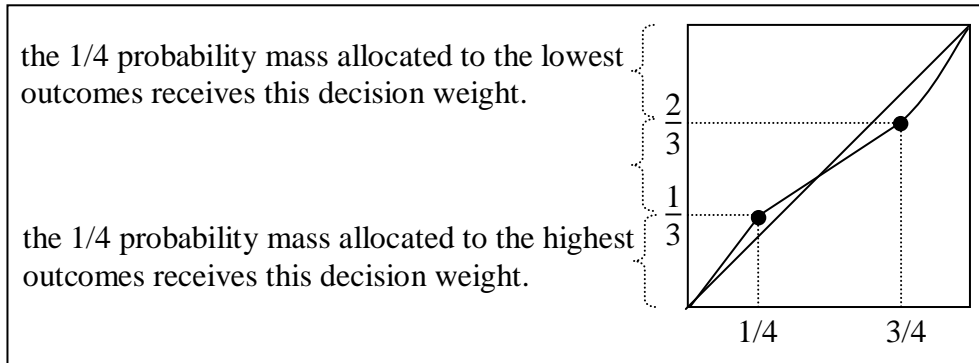 the 1/4 probability mass allocated to the lowest
outcomes receives this decision weight.
2
3
1
3
the 1/4 probability mass allocated to the highest
outcomes receives this decision weight.
1/4 3/4